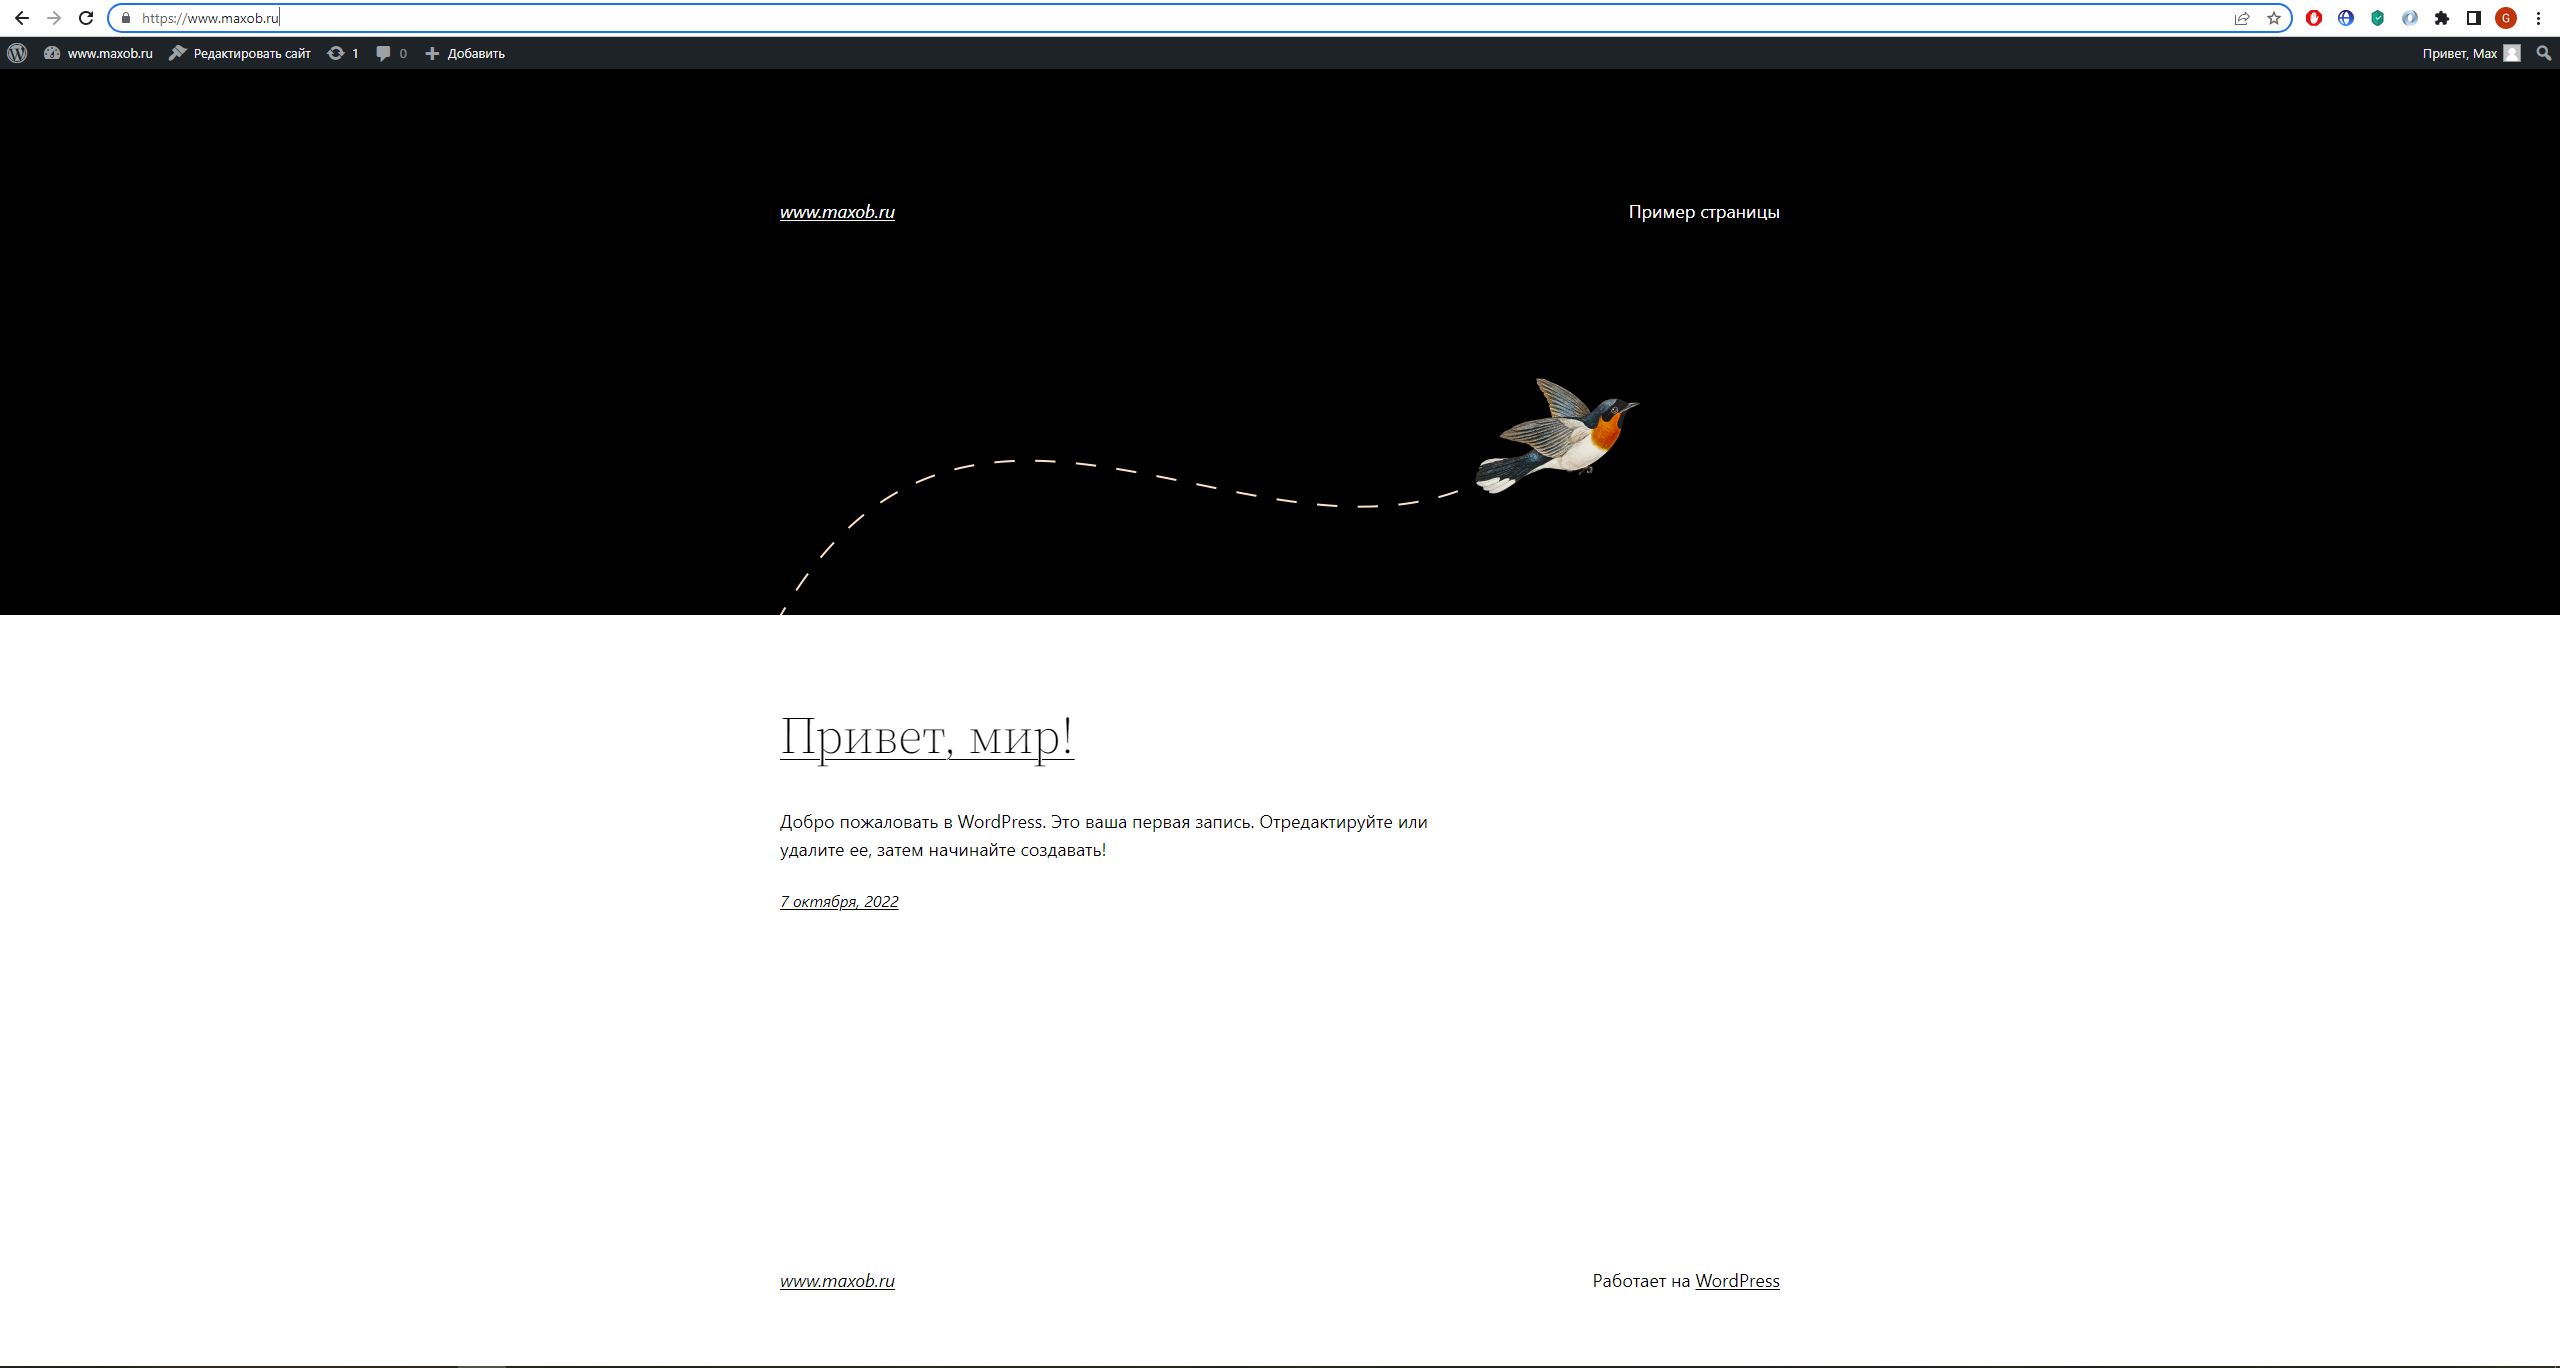 https://www.maxob.ru
G
www.maxob.ru Редактировать сайт 1 0 Добавить Привет, Max
www.maxob.ru Пример страницы
Привет, мир!
Добро пожаловать в WordPress. Это ваша первая запись. Отредактируйте или
удалите ее, затем начинайте создавать!
7 октября, 2022
www.maxob.ru Работает на WordPress